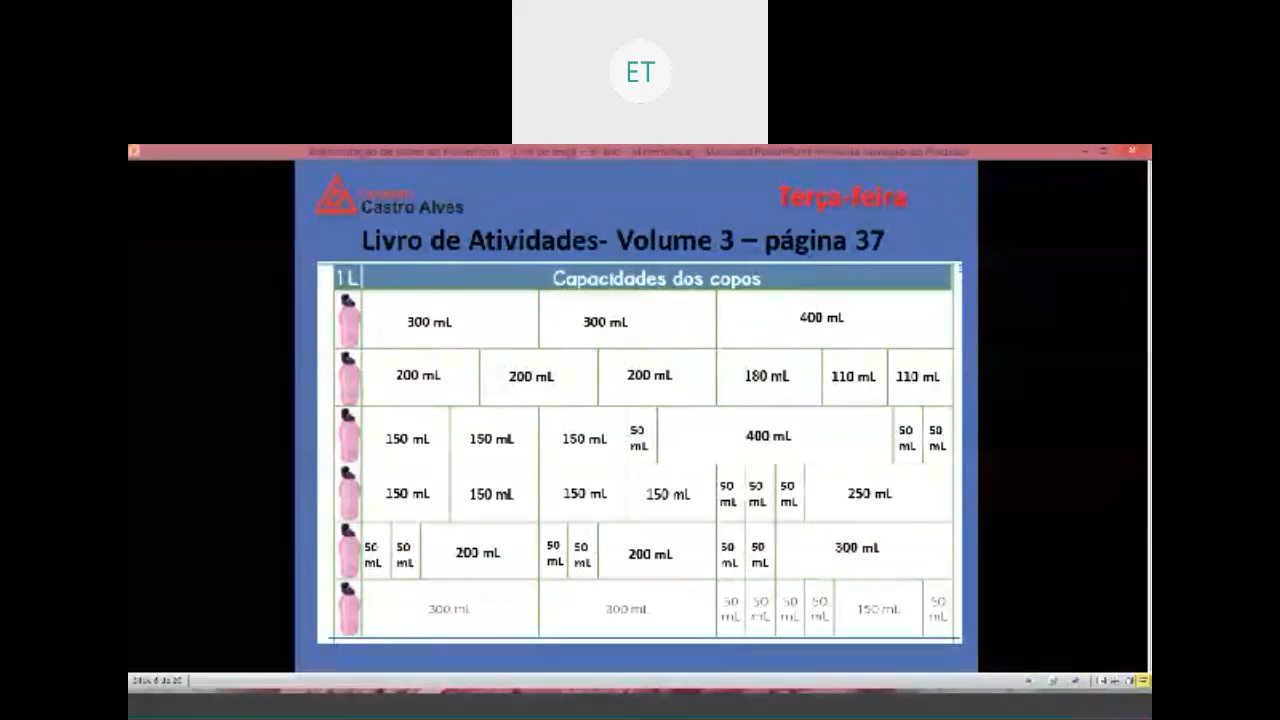 ET
Castro Alves
Terça-feira
Livro de Atividades- Volume 3 – página 37
1 L Capacidades dos copos
300 mL 300 mL 400 mL
200 mL 200 mL 200 mL 180 mL 110 mL 110 mL
150 mL 150 mL 150 mL 50 mL 400 mL 50 mL 50 mL
150 mL 150 mL 150 mL 150 mL 50 mL 50 mL 50 mL 250 mL
50 mL 50 mL 200 mL 50 mL 50 mL 200 mL 50 mL 50 mL 300 mL
300 mL 300 mL 50 mL 50 mL 50 mL 50 mL 150 mL 50 mL